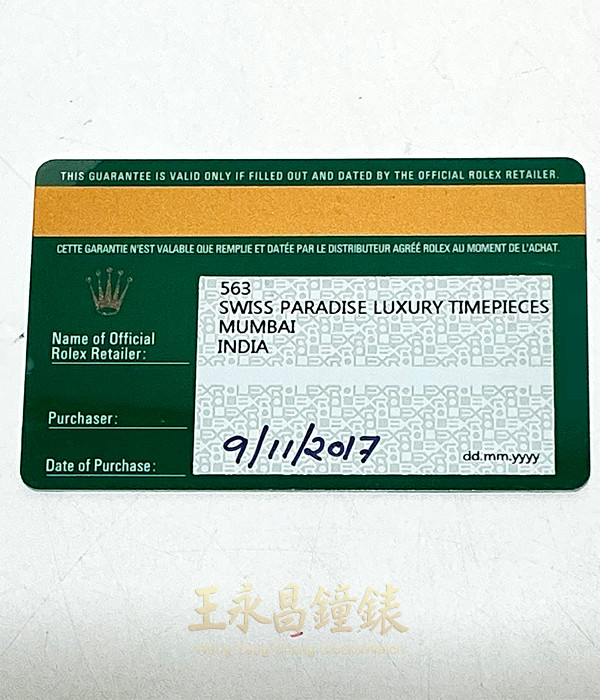 THIS GUARANTEE IS VALID ONLY IF FILLED OUT AND DATED BY THE OFFICIAL ROLEX RETAILER.
CETTE GARANTIE N'EST VALABLE QUE REMPLIE ET DATÉE PAR LE DISTRIBUTEUR AGRÉÉ ROLEX AU MOMENT DE L'ACHAT.
563
SWISS PARADISE LUXURY TIMEPIECES
MUMBAI
INDIA
Name of Official
Rolex Retailer:
Purchaser:
Date of Purchase:
9/11/2017
dd.mm.yyyy
王永昌鐘錶